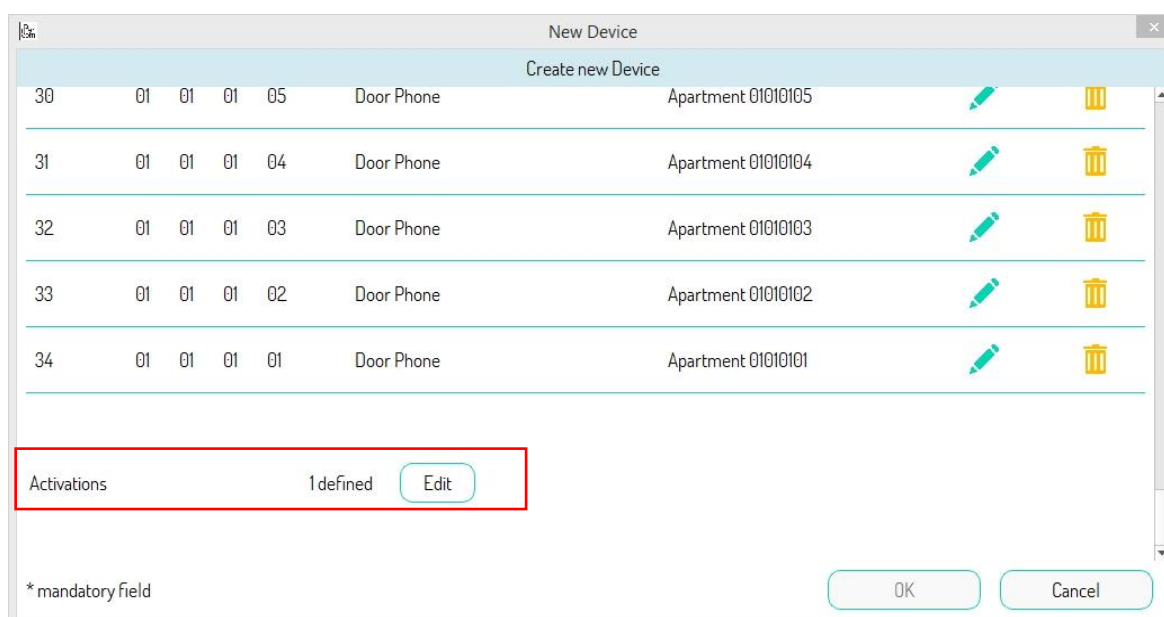 New Device
Create new Device
30 01 01 01 05 Door Phone Apartment 01010105
31 01 01 01 04 Door Phone Apartment 01010104
32 01 01 01 03 Door Phone Apartment 01010103
33 01 01 01 02 Door Phone Apartment 01010102
34 01 01 01 01 Door Phone Apartment 01010101
Activations 1 defined Edit
* mandatory field OK Cancel